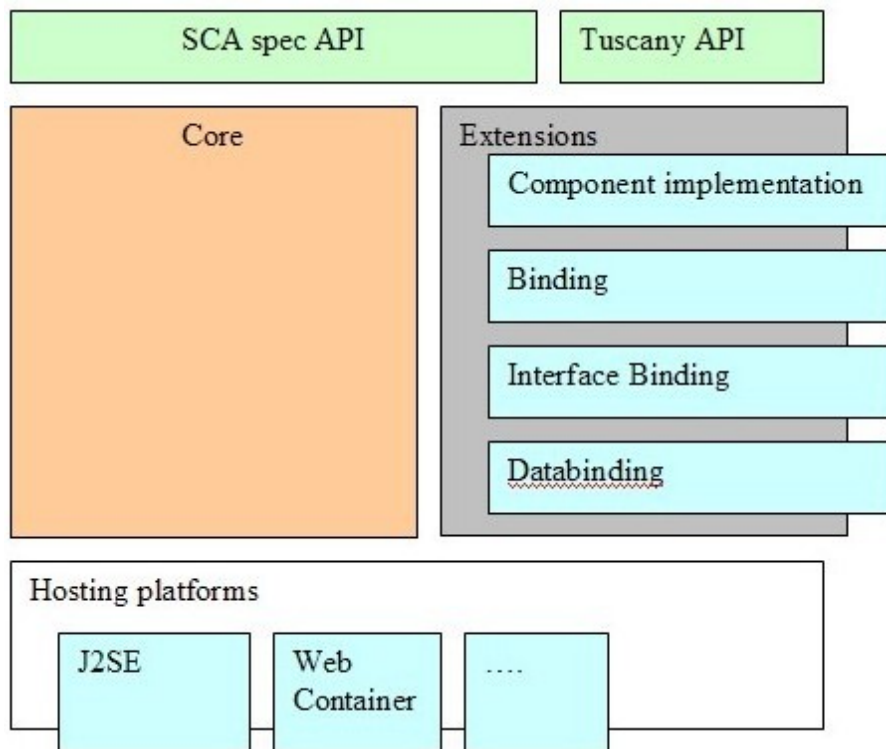 SCA spec API
Tuscany API
Core
Extensions
Component implementation
Binding
Interface Binding
Databinding
Hosting platforms
J2SE
Web
Container
....